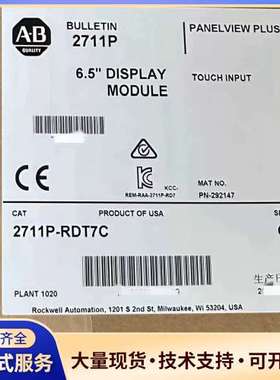 A-B
QUALITY
BULLETIN
2711P
PANELVIEW PLUS
6.5" DISPLAY
MODULE
TOUCH INPUT
KCC-
REM-RAA-2711P-RD7
MAT NO.
PN-292147
CAT
PRODUCT OF USA
2711P-RDT7C
PLANT 1020
生产日
Rockwell Automation, 1201 S 2nd St, Milwaukee, WI 53204, USA
齐全
式服务
大量现货·技术支持·可开